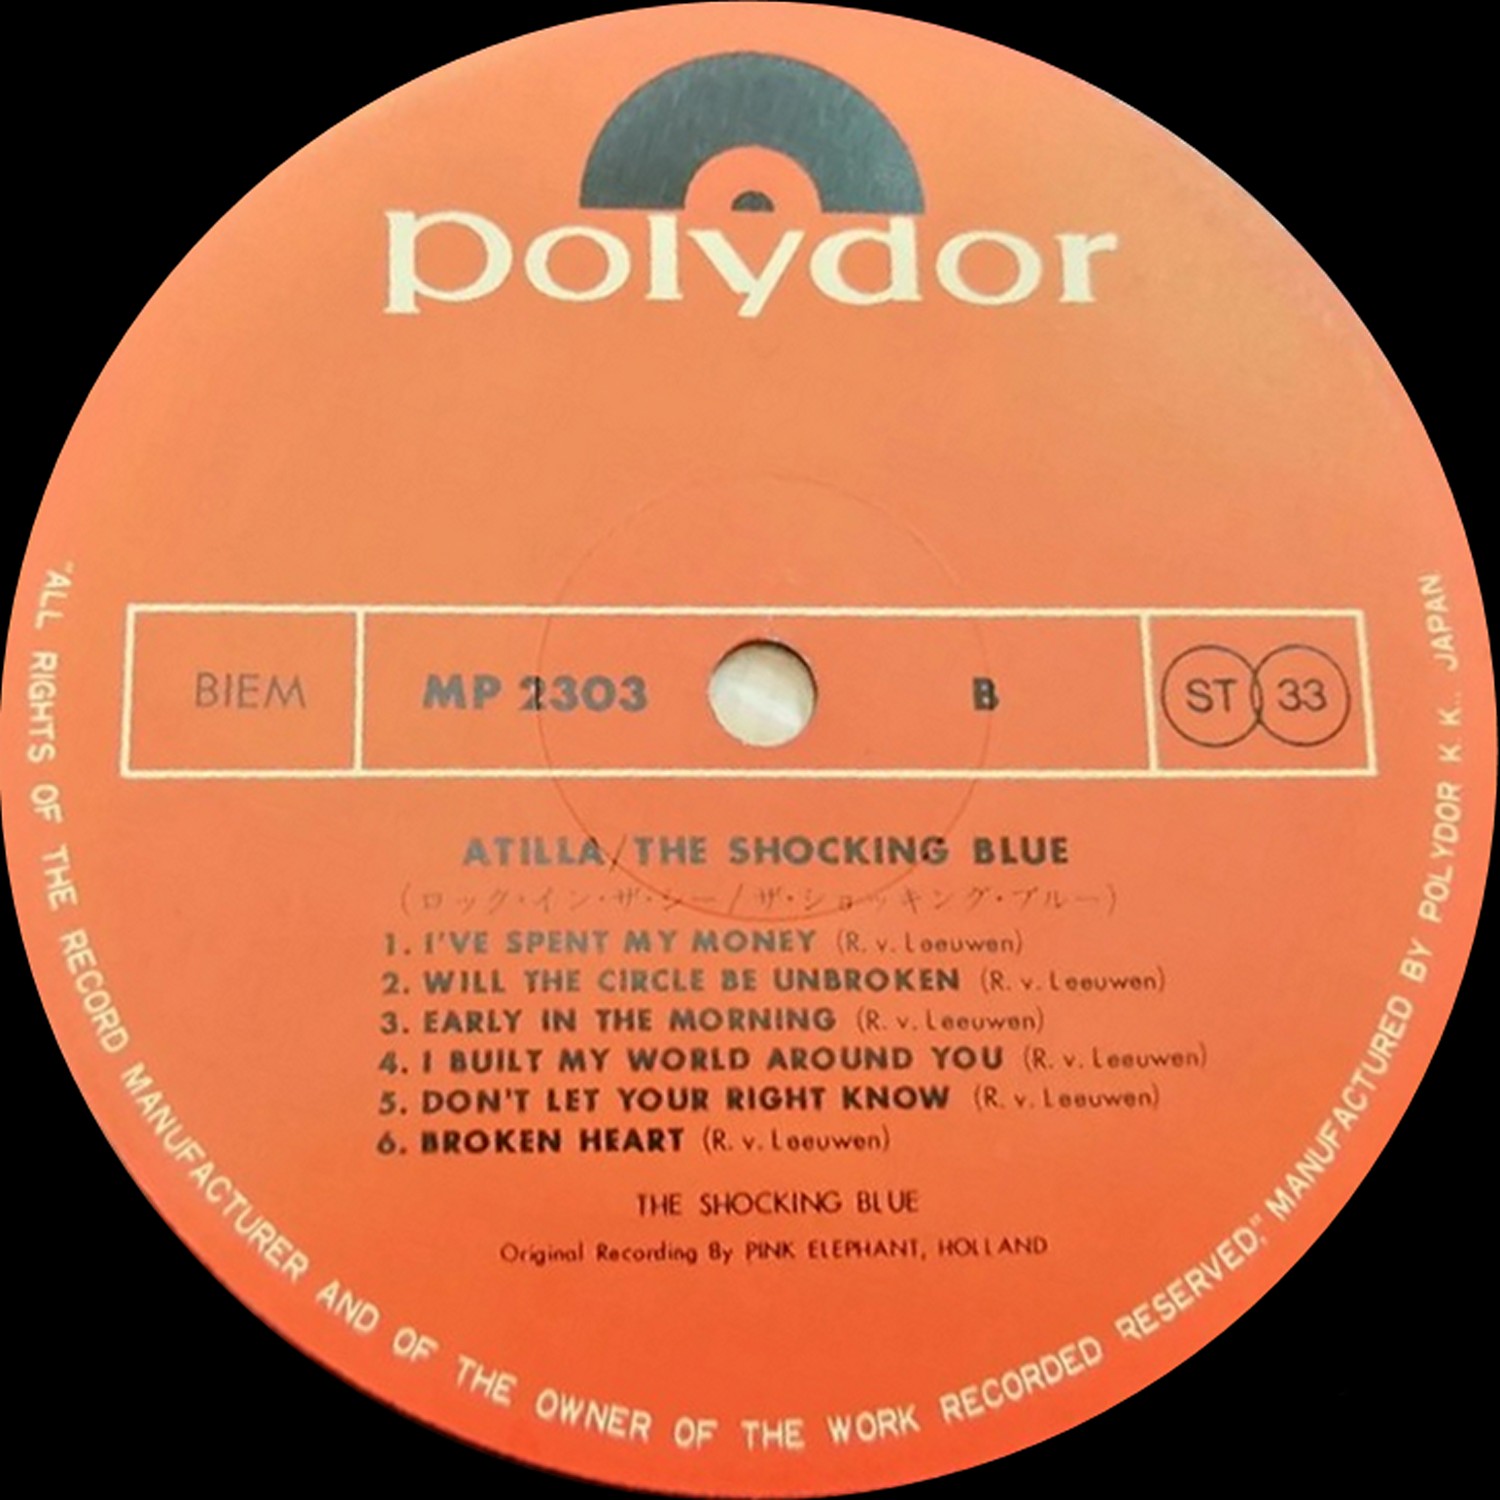 polydor
BIEM MP 2303 B ST 33
ATILLA/THE SHOCKING BLUE
(ロック・イン・ザ・シー/ザ・ショッキング・ブルー)
1. I'VE SPENT MY MONEY (R. v. Leeuwen)
2. WILL THE CIRCLE BE UNBROKEN (R. v. Leeuwen)
3. EARLY IN THE MORNING (R. v. Leeuwen)
4. I BUILT MY WORLD AROUND YOU (R. v. Leeuwen)
5. DON'T LET YOUR RIGHT KNOW (R. v. Leeuwen)
6. BROKEN HEART (R. v. Leeuwen)
THE SHOCKING BLUE
Original Recording By PINK ELEPHANT, HOLLAND
"ALL RIGHTS OF THE RECORD MANUFACTURER AND OF THE OWNER OF THE WORK RECORDED RESERVED," MANUFACTURED BY POLYDOR K. K., JAPAN.